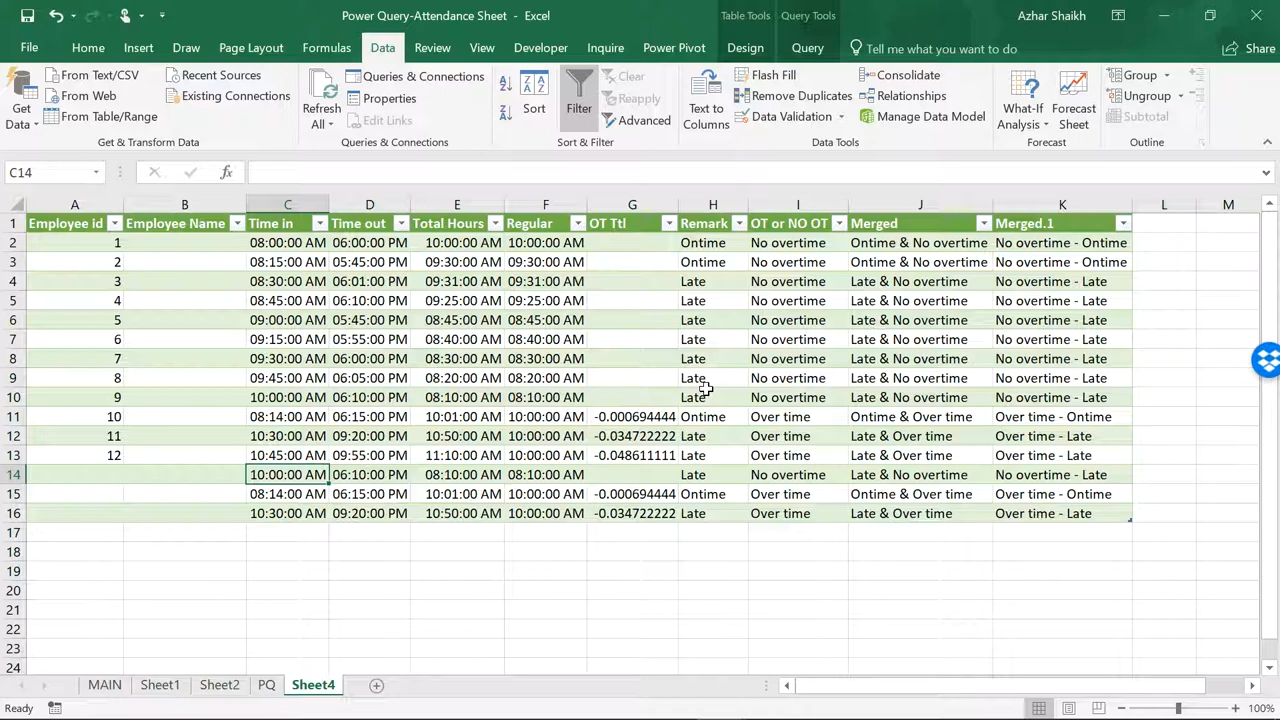 Power Query-Attendance Sheet - Excel
Table Tools
Query Tools
Azhar Shaikh
File Home Insert Draw Page Layout Formulas Data Review View Developer Inquire Power Pivot Design Query Tell me what you want to do Share
Get Data
From Text/CSV
From Web
From Table/Range
Recent Sources
Existing Connections
Get & Transform Data
Refresh All
Queries & Connections
Properties
Edit Links
Queries & Connections
Sort
Filter
Clear
Reapply
Advanced
Sort & Filter
Text to Columns
Flash Fill
Remove Duplicates
Data Validation
Consolidate
Relationships
Manage Data Model
Data Tools
What-If Analysis
Forecast Sheet
Forecast
Group
Ungroup
Subtotal
Outline
C14
fx
A B C D E F G H I J K L M
1 Employee id Employee Name Time in Time out Total Hours Regular OT Ttl Remark OT or NO OT Merged Merged.1
2 1 08:00:00 AM 06:00:00 PM 10:00:00 AM 10:00:00 AM Ontime No overtime Ontime & No overtime No overtime - Ontime
3 2 08:15:00 AM 05:45:00 PM 09:30:00 AM 09:30:00 AM Ontime No overtime Ontime & No overtime No overtime - Ontime
4 3 08:30:00 AM 06:01:00 PM 09:31:00 AM 09:31:00 AM Late No overtime Late & No overtime No overtime - Late
5 4 08:45:00 AM 06:10:00 PM 09:25:00 AM 09:25:00 AM Late No overtime Late & No overtime No overtime - Late
6 5 09:00:00 AM 05:45:00 PM 08:45:00 AM 08:45:00 AM Late No overtime Late & No overtime No overtime - Late
7 6 09:15:00 AM 05:55:00 PM 08:40:00 AM 08:40:00 AM Late No overtime Late & No overtime No overtime - Late
8 7 09:30:00 AM 06:00:00 PM 08:30:00 AM 08:30:00 AM Late No overtime Late & No overtime No overtime - Late
9 8 09:45:00 AM 06:05:00 PM 08:20:00 AM 08:20:00 AM Late No overtime Late & No overtime No overtime - Late
10 9 10:00:00 AM 06:10:00 PM 08:10:00 AM 08:10:00 AM Late No overtime Late & No overtime No overtime - Late
11 10 08:14:00 AM 06:15:00 PM 10:01:00 AM 10:00:00 AM -0.000694444 Ontime Over time Ontime & Over time Over time - Ontime
12 11 10:30:00 AM 09:20:00 PM 10:50:00 AM 10:00:00 AM -0.034722222 Late Over time Late & Over time Over time - Late
13 12 10:45:00 AM 09:55:00 PM 11:10:00 AM 10:00:00 AM -0.048611111 Late Over time Late & Over time Over time - Late
14 10:00:00 AM 06:10:00 PM 08:10:00 AM 08:10:00 AM Late No overtime Late & No overtime No overtime - Late
15 08:14:00 AM 06:15:00 PM 10:01:00 AM 10:00:00 AM -0.000694444 Ontime Over time Ontime & Over time Over time - Ontime
16 10:30:00 AM 09:20:00 PM 10:50:00 AM 10:00:00 AM -0.034722222 Late Over time Late & Over time Over time - Late
17
18
19
20
21
22
23
24
MAIN Sheet1 Sheet2 PQ Sheet4
Ready
100%